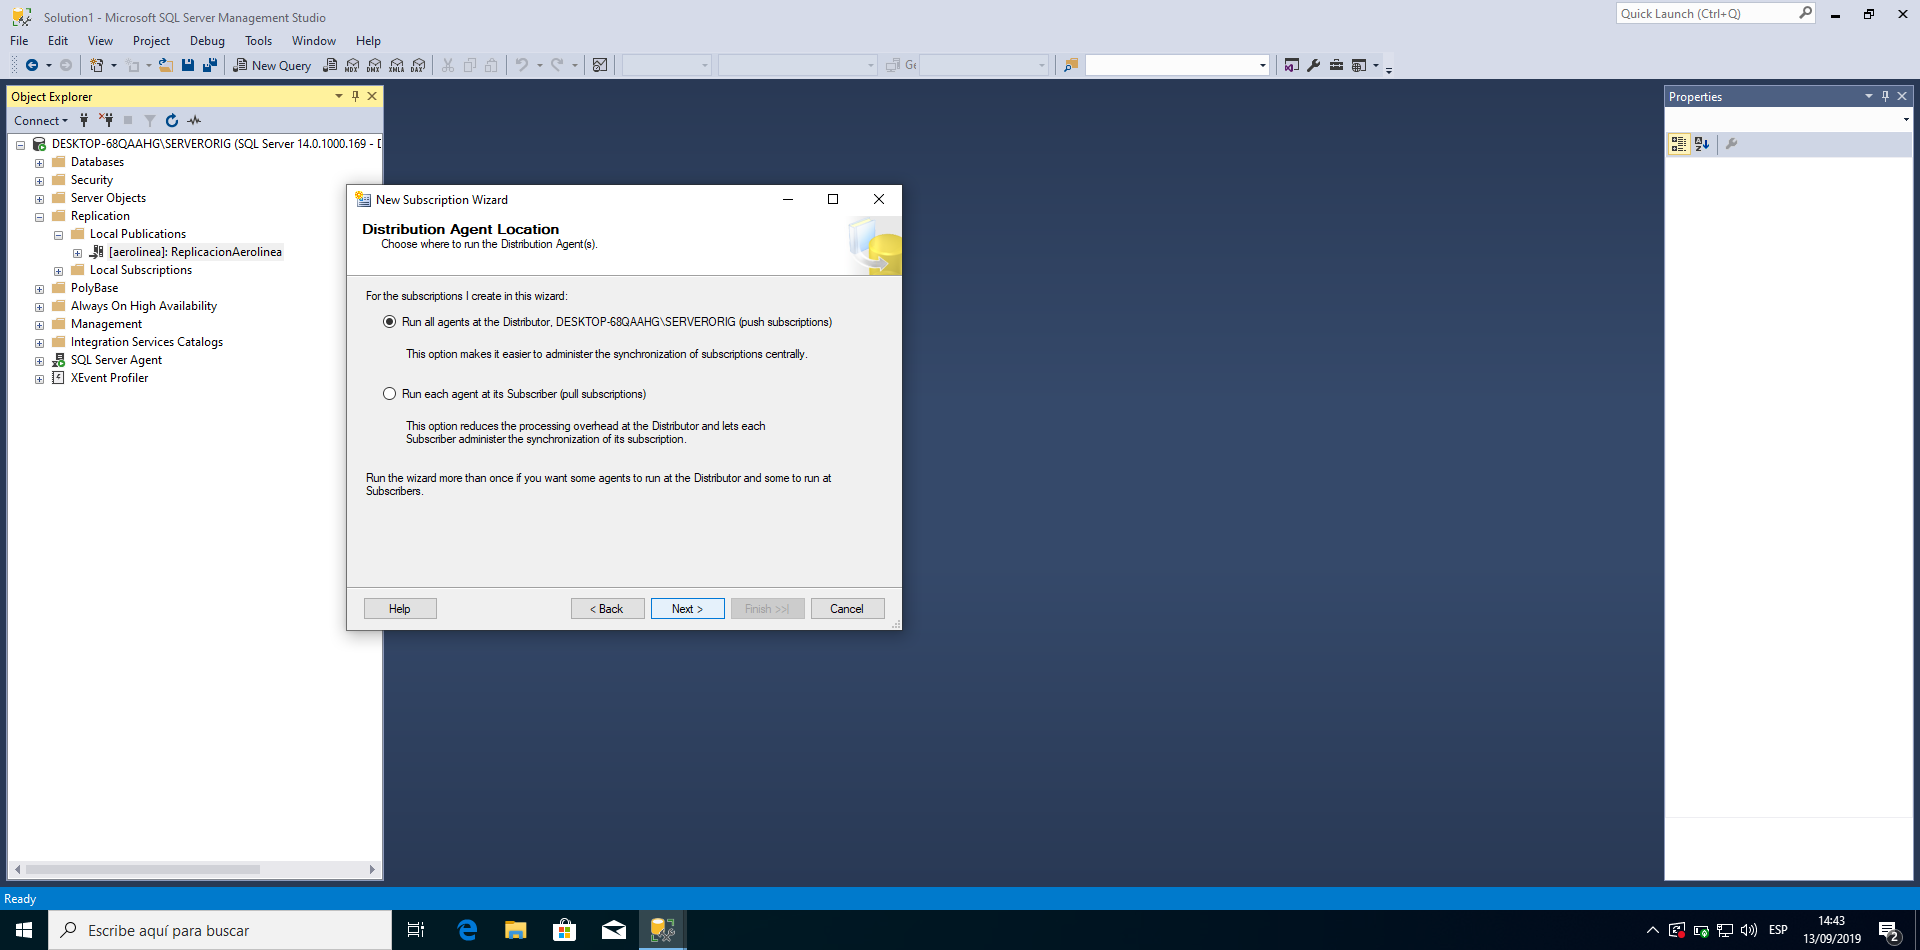 Solution1 - Microsoft SQL Server Management Studio
Quick Launch (Ctrl+Q)
File Edit View Project Debug Tools Window Help
New Query MDX DMX XMLA DAX
Object Explorer
Properties
Connect
DESKTOP-68QAAHG\SERVERORIG (SQL Server 14.0.1000.169 - D
Databases
Security
Server Objects
Replication
Local Publications
[aerolinea]: ReplicacionAerolinea
Local Subscriptions
PolyBase
Always On High Availability
Management
Integration Services Catalogs
SQL Server Agent
XEvent Profiler
New Subscription Wizard
Distribution Agent Location
Choose where to run the Distribution Agent(s).
For the subscriptions I create in this wizard:
Run all agents at the Distributor, DESKTOP-68QAAHG\SERVERORIG (push subscriptions)
This option makes it easier to administer the synchronization of subscriptions centrally.
Run each agent at its Subscriber (pull subscriptions)
This option reduces the processing overhead at the Distributor and lets each
Subscriber administer the synchronization of its subscription.
Run the wizard more than once if you want some agents to run at the Distributor and some to run at
Subscribers.
Help < Back Next > Finish >>| Cancel
Ready
Escribe aquí para buscar
ESP
14:43
13/09/2019
2